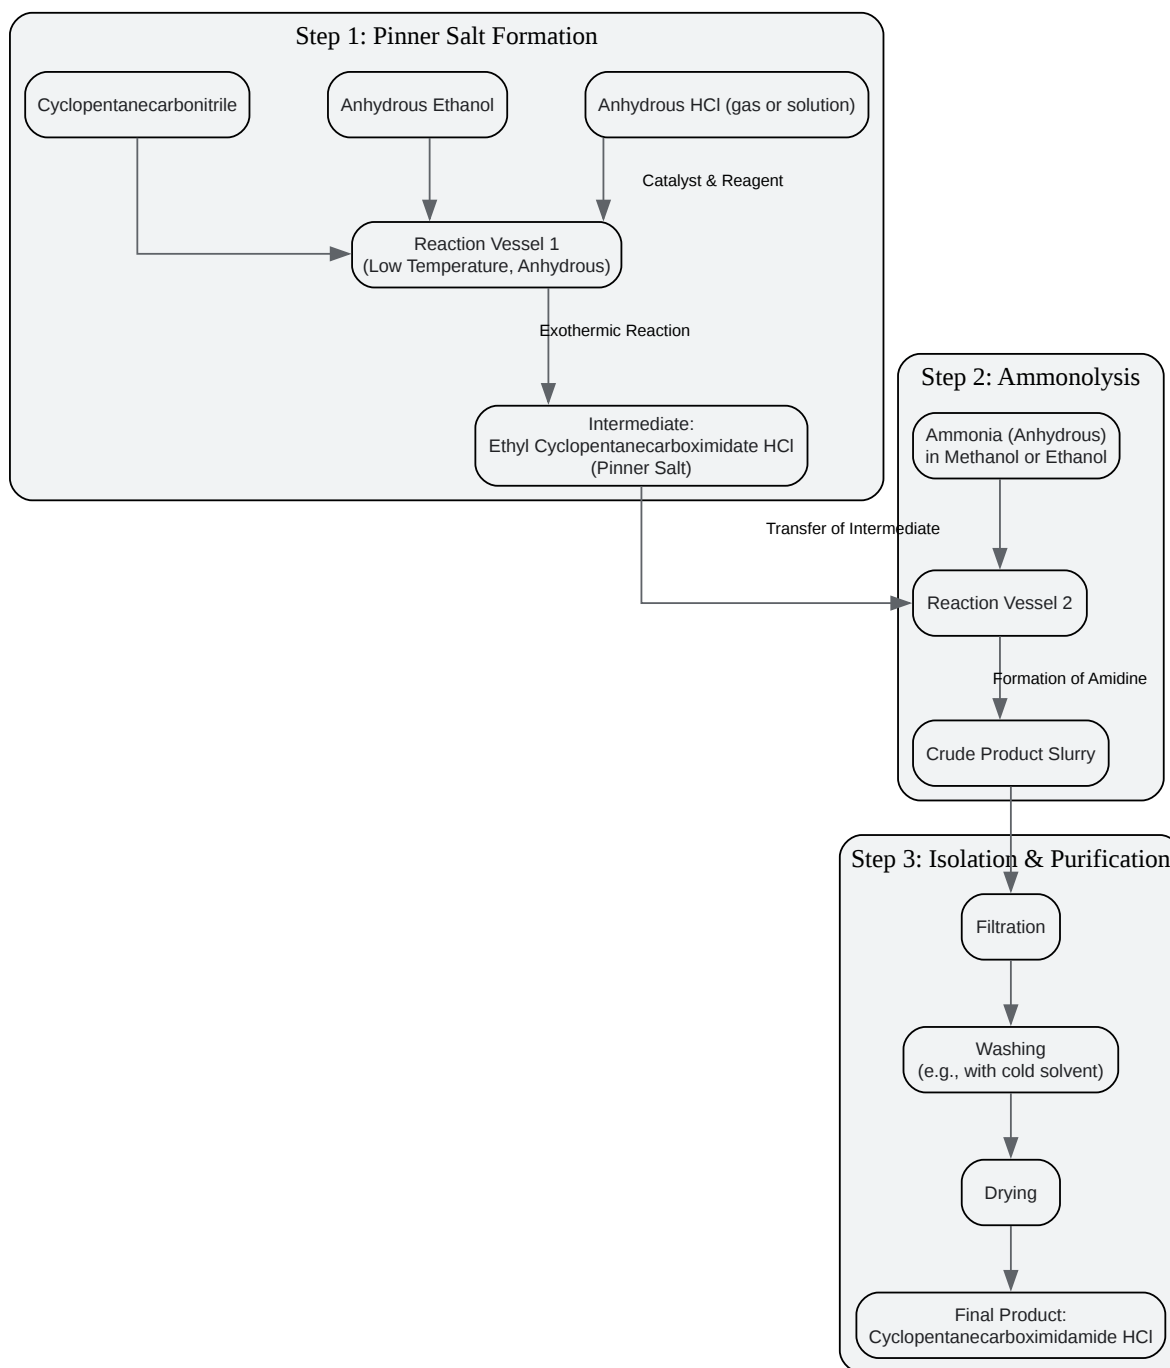 Step 1: Pinner Salt Formation
Cyclopentanecarbonitrile
Anhydrous Ethanol
Anhydrous HCl (gas or solution)
Catalyst & Reagent
Reaction Vessel 1
(Low Temperature, Anhydrous)
Exothermic Reaction
Intermediate:
Ethyl Cyclopentanecarboximidate HCl
(Pinner Salt)
Transfer of Intermediate
Step 2: Ammonolysis
Ammonia (Anhydrous)
in Methanol or Ethanol
Reaction Vessel 2
Formation of Amidine
Crude Product Slurry
Step 3: Isolation & Purification
Filtration
Washing
(e.g., with cold solvent)
Drying
Final Product:
Cyclopentanecarboximidamide HCl